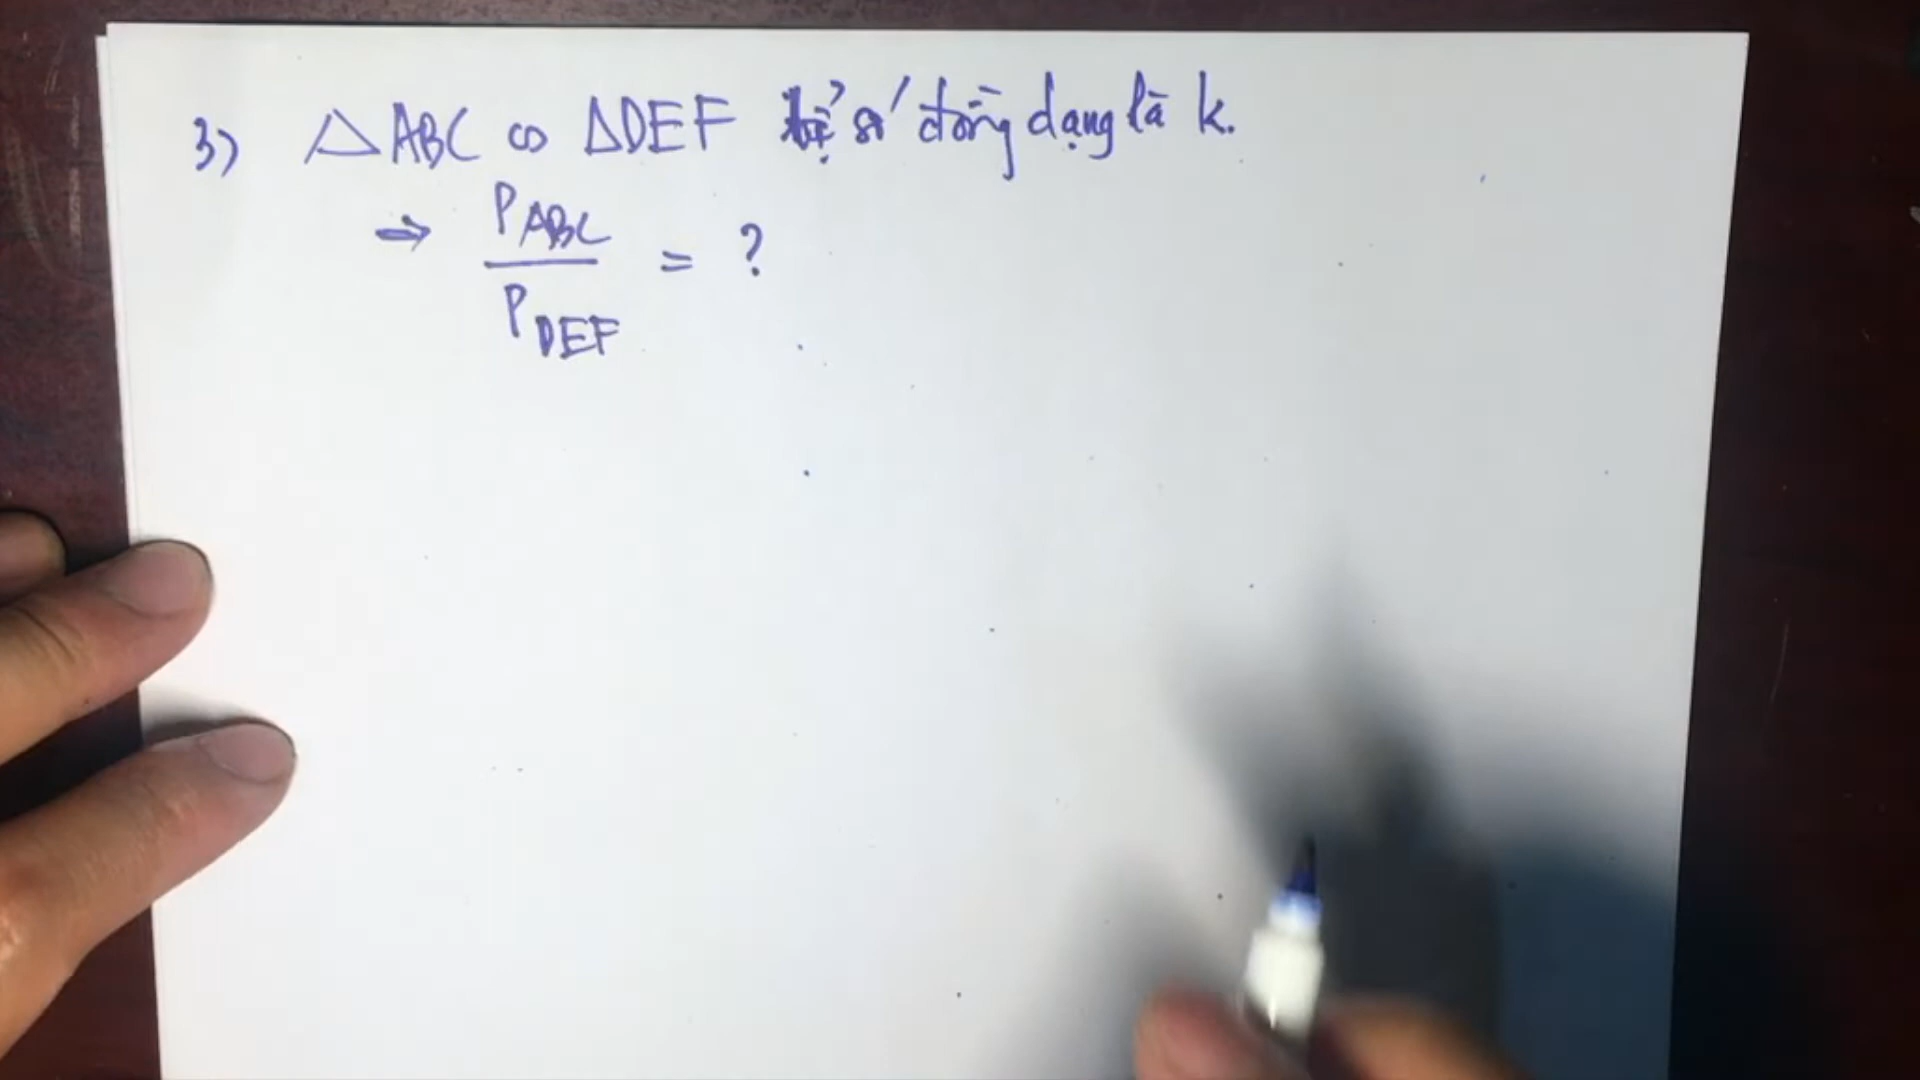 3) △ABC ∽ △DEF tỉ số đồng dạng là k.
⇒ P_ABC / P_DEF = ?